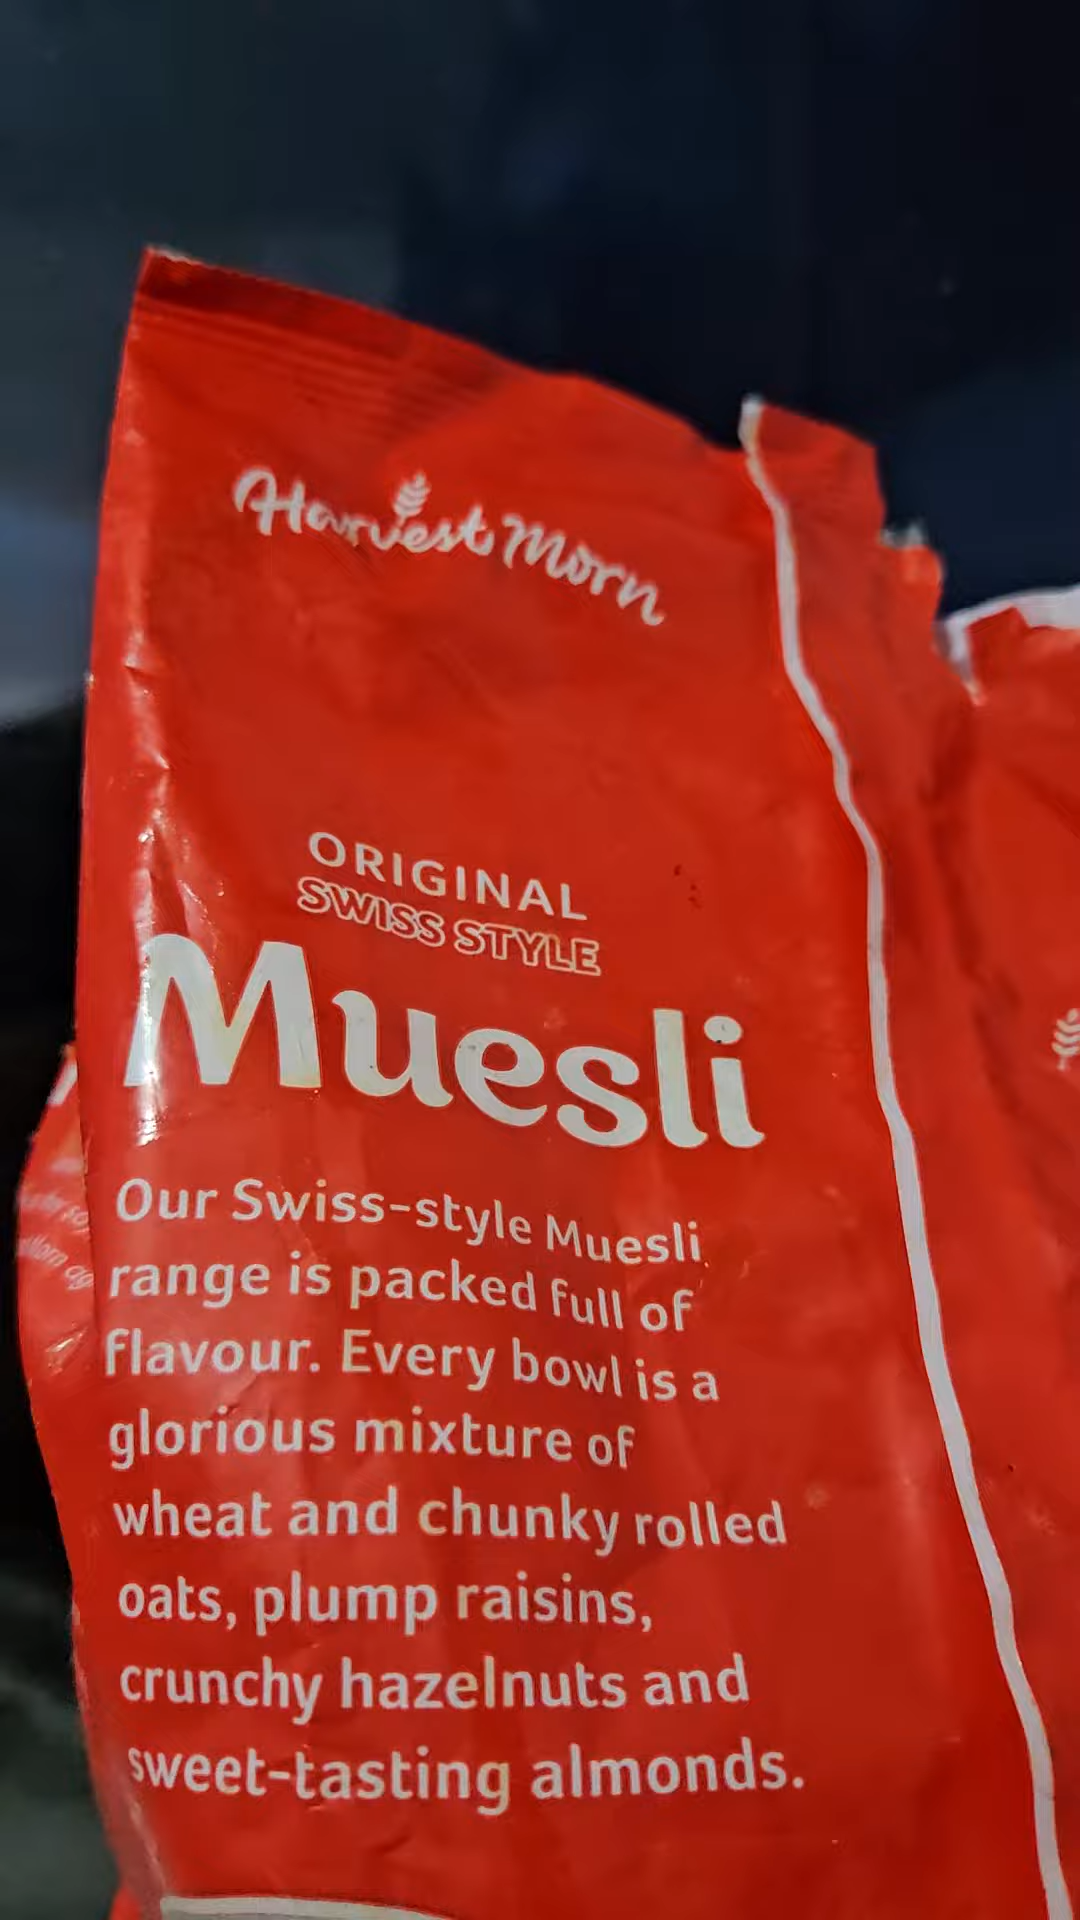 Harvest Morn
ORIGINAL
SWISS STYLE
Muesli
Our Swiss-style Muesli
range is packed full of
flavour. Every bowl is a
glorious mixture of
wheat and chunky rolled
oats, plump raisins,
crunchy hazelnuts and
sweet-tasting almonds.